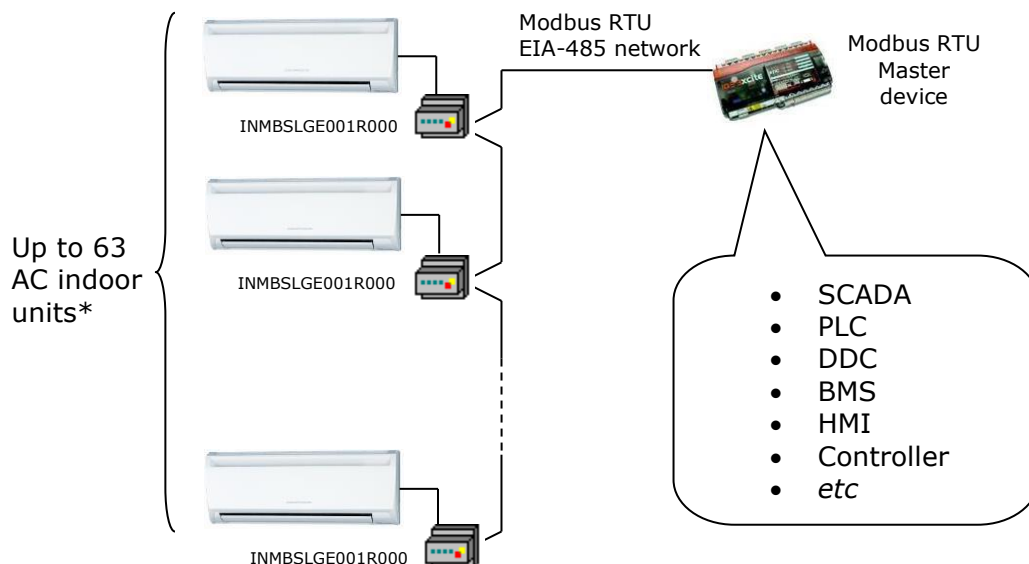 Modbus RTU
EIA-485 network
Modbus RTU
Master
device
INMBSLGE001R000
Up to 63
AC indoor
units*
INMBSLGE001R000
• SCADA
• PLC
• DDC
• BMS
• HMI
• Controller
• etc
INMBSLGE001R000